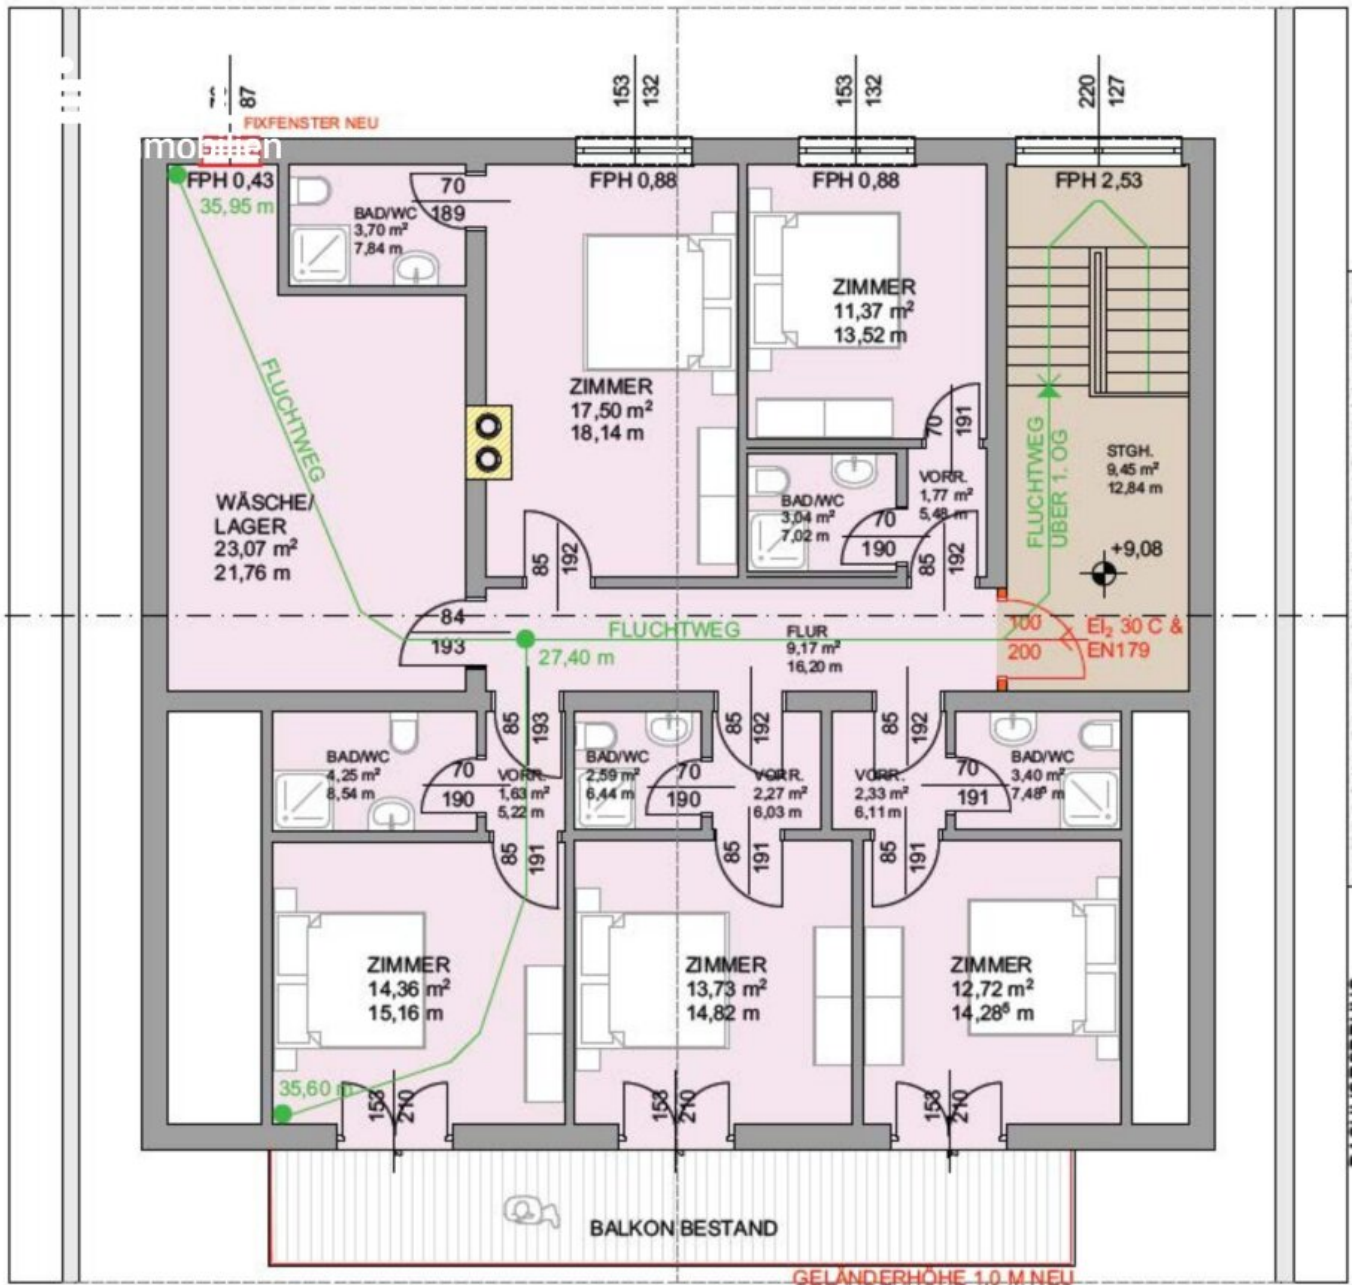 87
153
132
153
132
220
127
FIXFENSTER NEU
mobilien
FPH 0,43
35,95 m
FPH 0,88
FPH 0,88
FPH 2,53
BAD/WC
3,70 m²
7,84 m
70
189
ZIMMER
11,37 m²
13,52 m
FLUCHTWEG
ZIMMER
17,50 m²
18,14 m
70
191
FLUCHTWEG
ÜBER 1. OG
STGH.
9,45 m²
12,84 m
WÄSCHE/
LAGER
23,07 m²
21,76 m
BAD/WC
3,04 m²
7,02 m
VORR.
1,77 m²
5,48 m
70
190
85
192
85
192
+9,08
84
193
FLUCHTWEG
27,40 m
FLUR
9,17 m²
16,20 m
100
200
EI₂ 30 C &
EN179
85
193
85
192
85
192
BAD/WC
4,25 m²
8,54 m
70
190
VORR.
1,63 m²
5,22 m
BAD/WC
2,59 m²
6,44 m
70
190
VORR.
2,27 m²
6,03 m
VORR.
2,33 m²
6,11 m
70
191
BAD/WC
3,40 m²
7,48⁵ m
85
191
85
191
85
191
ZIMMER
14,36 m²
15,16 m
ZIMMER
13,73 m²
14,82 m
ZIMMER
12,72 m²
14,28⁵ m
35,60 m
153
210
153
210
153
210
BALKON BESTAND
GELÄNDERHÖHE 1,0 M NEU